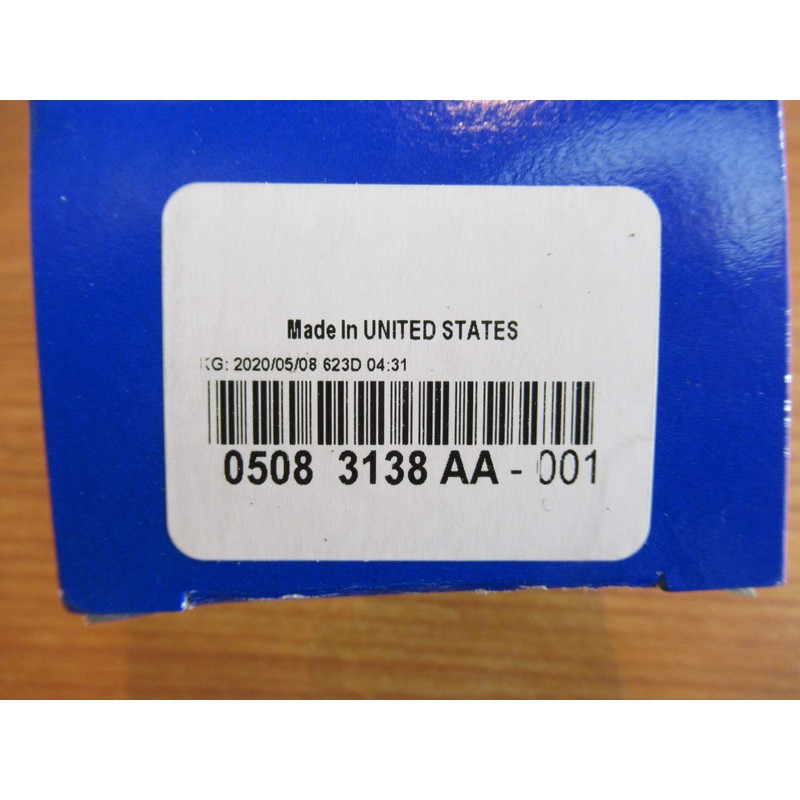 Made In UNITED STATES
KG: 2020/05/08 623D 04:31
0508 3138 AA - 001